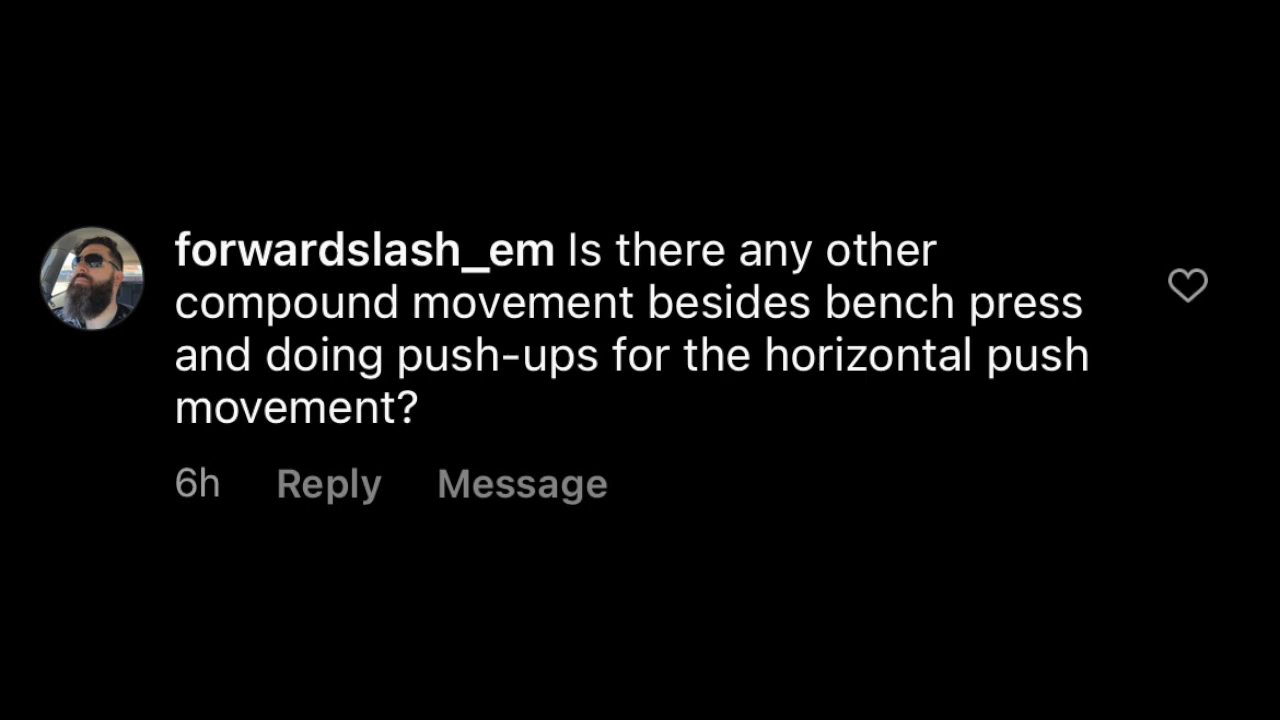 forwardslash_em Is there any other
compound movement besides bench press
and doing push-ups for the horizontal push
movement?
6h Reply Message